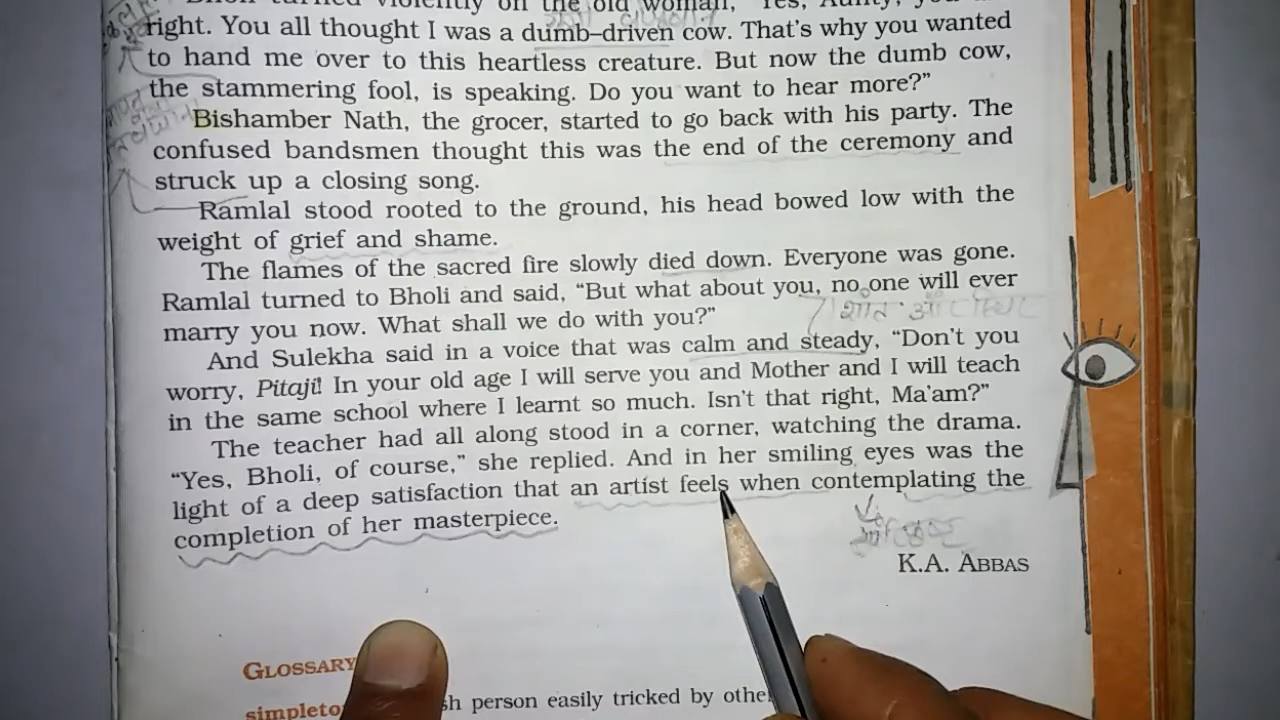 turned violently on the old woman, "Yes, Aunty, you
right. You all thought I was a dumb–driven cow. That's why you wanted
to hand me over to this heartless creature. But now the dumb cow,
the stammering fool, is speaking. Do you want to hear more?"
Bishamber Nath, the grocer, started to go back with his party. The
confused bandsmen thought this was the end of the ceremony and
struck up a closing song.
Ramlal stood rooted to the ground, his head bowed low with the
weight of grief and shame.
The flames of the sacred fire slowly died down. Everyone was gone.
Ramlal turned to Bholi and said, "But what about you, no one will ever
marry you now. What shall we do with you?"
And Sulekha said in a voice that was calm and steady, "Don't you
worry, Pitaji! In your old age I will serve you and Mother and I will teach
in the same school where I learnt so much. Isn't that right, Ma'am?"
The teacher had all along stood in a corner, watching the drama.
"Yes, Bholi, of course," she replied. And in her smiling eyes was the
light of a deep satisfaction that an artist feels when contemplating the
completion of her masterpiece.
K.A. ABBAS
GLOSSARY
person easily tricked by